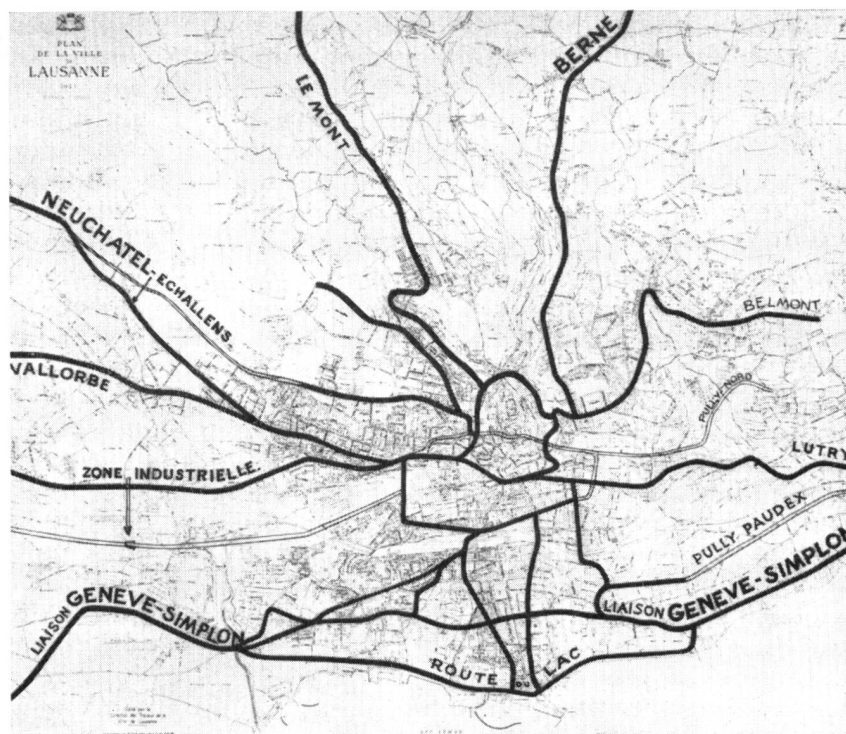 PLAN
DE LA VILLE
DE
LAUSANNE
LE MONT
BERNE
NEUCHATEL-ECHALLENS
BELMONT
VALLORBE
PULLY-NORD
ZONE INDUSTRIELLE.
LUTRY
PULLY PAUDEX
LIAISON GENEVE-SIMPLON
LIAISON GENEVE-SIMPLON
ROUTE DU LAC